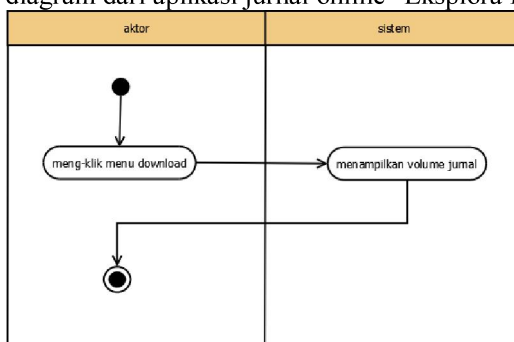 diagram dari aplikasi jurnal online "Eksplora
aktor
sistem
meng-klik menu download
menampilkan volume jurnal